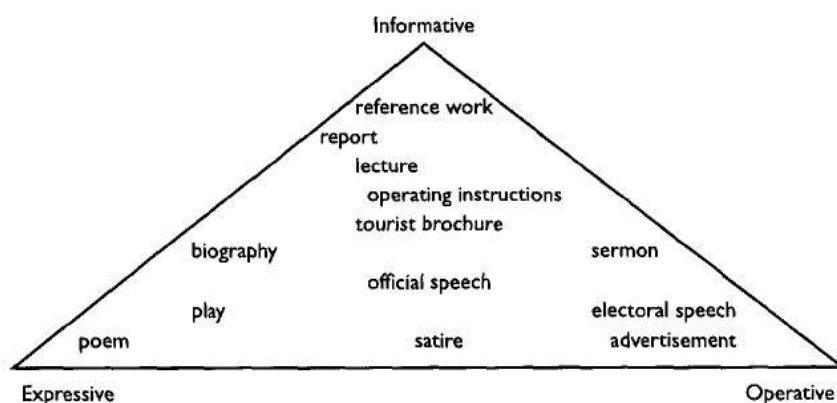 Informative
reference work
report
lecture
operating instructions
tourist brochure
biography
sermon
official speech
play
electoral speech
poem
satire
advertisement
Expressive
Operative